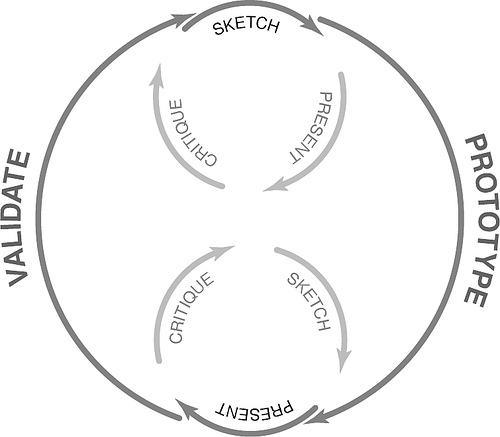 SKETCH
CRITIQUE
PRESENT
VALIDATE
PROTOTYPE
CRITIQUE
SKETCH
PRESENT